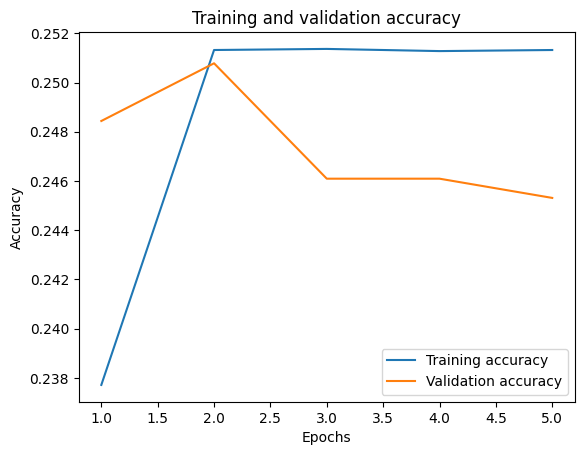 Training and validation accuracy
0.252
0.250
0.248
0.246
0.244
0.242
0.240
0.238
Accuracy
Training accuracy
Validation accuracy
1.0 1.5 2.0 2.5 3.0 3.5 4.0 4.5 5.0
Epochs